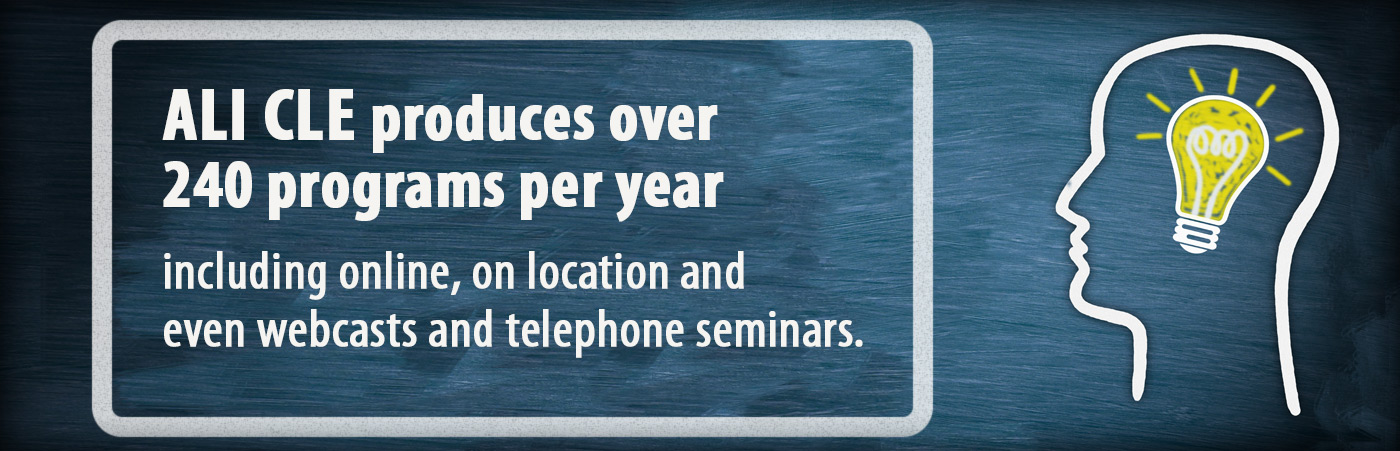 ALI CLE produces over
240 programs per year
including online, on location and
even webcasts and telephone seminars.